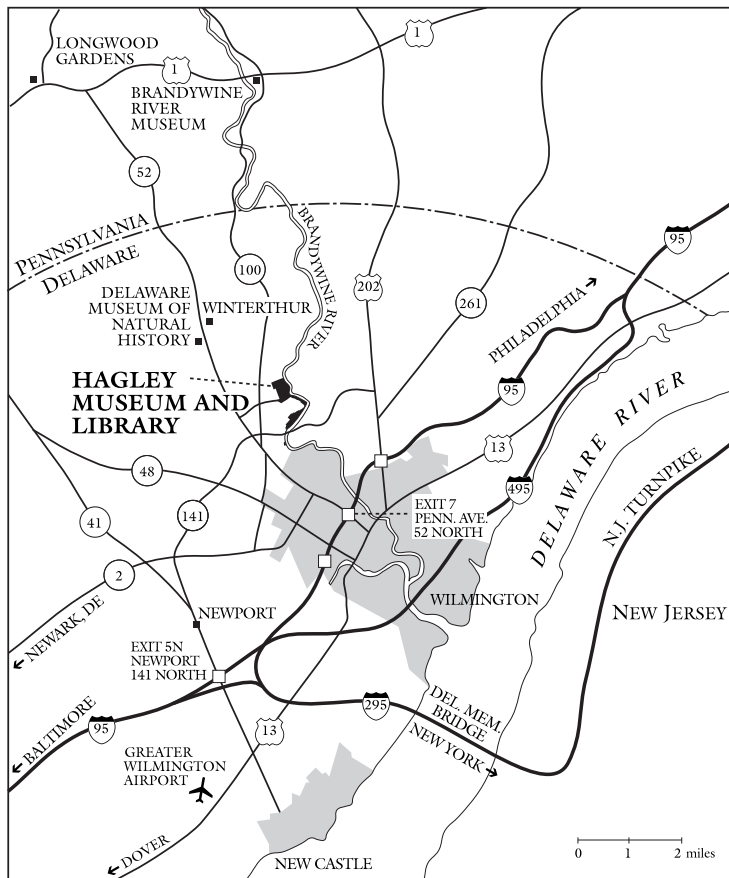 LONGWOOD
GARDENS
1
1
BRANDYWINE
RIVER
MUSEUM
52
PENNSYLVANIA
DELAWARE
BRANDYWINE RIVER
95
100
202
261
DELAWARE
MUSEUM OF
NATURAL
HISTORY
WINTERTHUR
PHILADELPHIA
HAGLEY
MUSEUM AND
LIBRARY
95
13
48
495
DELAWARE RIVER
N.J. TURNPIKE
141
41
EXIT 7
PENN. AVE.
52 NORTH
2
WILMINGTON
NEWPORT
NEW JERSEY
NEWARK, DE
EXIT 5N
NEWPORT
141 NORTH
295
DEL. MEM.
BRIDGE
NEW YORK
BALTIMORE
95
13
GREATER
WILMINGTON
AIRPORT
DOVER
NEW CASTLE
0 1 2 miles